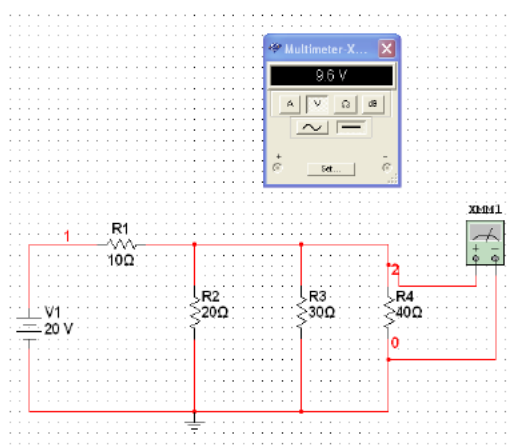 Multimeter-X...
9.6 V
A V Ω dB
+ -
Set...
XMM1
1 R1
10Ω
2
+ -
V1
20 V
R2
20Ω
R3
30Ω
R4
40Ω
0